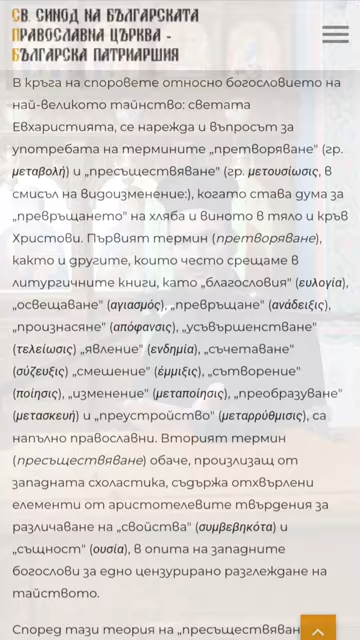 СВ. СИНОД НА БЪЛГАРСКАТА
ПРАВОСЛАВНА ЦЪРКВА -
БЪЛГАРСКА ПАТРИАРШИЯ
В кръга на споровете относно богословието на
най-великото тайнство: светата
Евхаристията, се нарежда и въпросът за
употребата на термините „претворяване" (гр.
μεταβολή) и „пресъществяване" (гр. μετουσίωσις, в
смисъл на видоизменение:), когато става дума за
„превръщането" на хляба и виното в тяло и кръв
Христови. Първият термин (претворяване),
както и другите, които често срещаме в
литургичните книги, като „благословия" (ευλογία),
„освещаване" (αγιασμός), „превръщане" (ανάδειξις),
„произнасяне" (απόφανσις), „усъвършенстване"
(τελείωσις) „явление" (ενδημία), „съчетаване"
(σύζευξις) „смешение" (έμμιξις), „сътворение"
(ποίησις), „изменение" (μεταποίησις), „преобразуване"
(μετασκευή) и „преустройство" (μεταρρύθμισις), са
напълно православни. Вторият термин
(пресъществяване) обаче, произлизащ от
западната схоластика, съдържа отхвърлени
елементи от аристотелевите твърдения за
различаване на „свойства" (συμβεβηκότα) и
„същност" (ουσία), в опита на западните
богослови за едно цензурирано разглеждане на
тайството.
Според тази теория на „пресъществяван